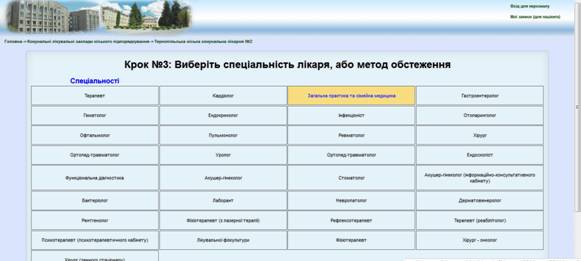 Вхід для персоналу
Мої записи (для пацієнта)
Головна -> Комунальні лікувальні заклади міського підпорядкування -> Тернопільська міська комунальна лікарня №2
Крок №3: Виберіть спеціальність лікаря, або метод обстеження
Спеціальності
Терапевт Кардіолог Загальна практика та сімейна медицина Гастроентеролог
Гематолог Ендокринолог Інфекціоніст Отоларинголог
Офтальмолог Пульмонолог Ревматолог Хірург
Ортопед-травматолог Уролог Ортопед-травматолог Ендоскопіст
Функціональна діагностика Акушер-гінеколог Стоматолог Акушер-гінеколог (інформаційно-консультативного кабінету)
Бактеріолог Лаборант Невропатолог Дерматовенеролог
Рентгенолог Фізіотерапевт (з лазерної терапії) Рефлексотерапевт Терапевт (реабілітолог)
Психотерапевт (психотерапевтичного кабінету) Лікувальної фізкультури Фізіотерапевт Хірург - онколог
Хірург (денного стаціонару)